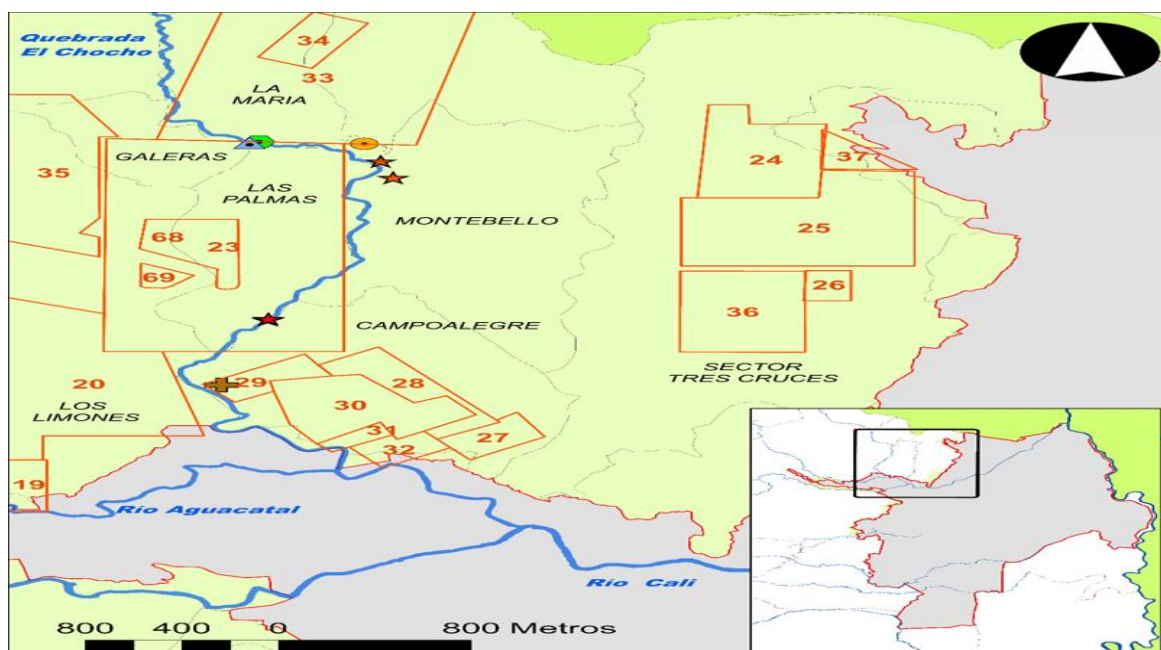 Quebrada
El Chocho
34
33
LA
MARIA
GALERAS
35
LAS
PALMAS
24
37
MONTEBELLO
68
23
25
69
26
36
CAMPOALEGRE
SECTOR
TRES CRUCES
20
LOS
LIMONES
29
28
30
31
27
32
19
Río Aguacatal
Río Cali
800 400 0 800 Metros